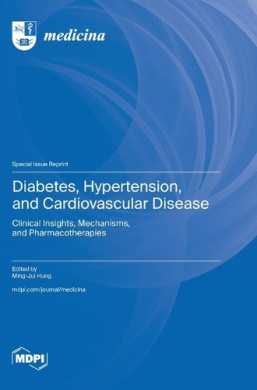 medicina
Special Issue Reprint
Diabetes, Hypertension,
and Cardiovascular Disease
Clinical Insights, Mechanisms,
and Pharmacotherapies
Edited by
Ming-Jui Hung
mdpi.com/journal/medicina
MDPI